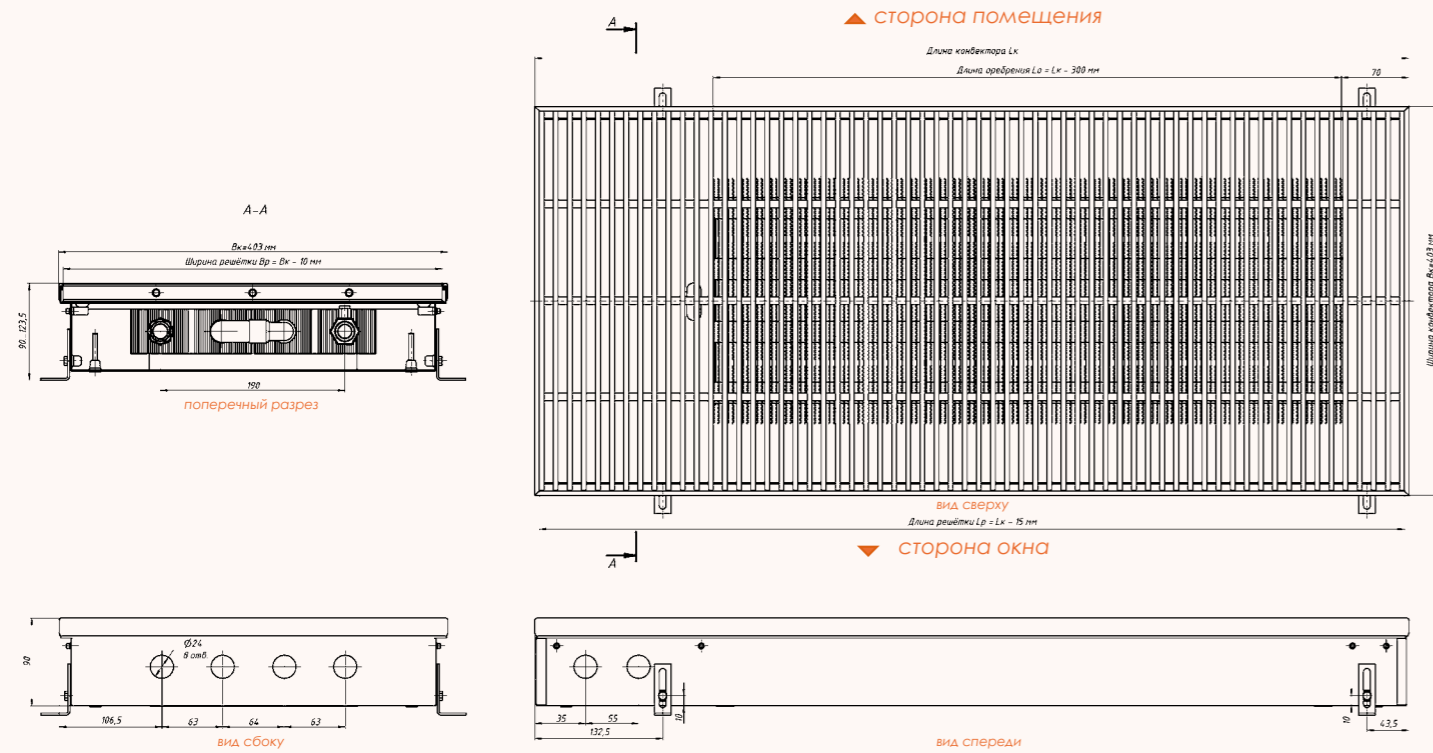 ▲ сторона помещения
А
Длина конвектора Lк
Длина оребрения Lо = Lк - 300 мм
70
А-А
Вк=403 мм
Ширина решётки Вр = Вк - 10 мм
90...123,5
190
поперечный разрез
Ширина конвектора Вк=403 мм
вид сверху
Длина решётки Lр = Lк - 15 мм
▼ сторона окна
А
90
Ф24
8 отв.
106,5
63
64
63
вид сбоку
35
55
132,5
10
10
43,5
вид спереди